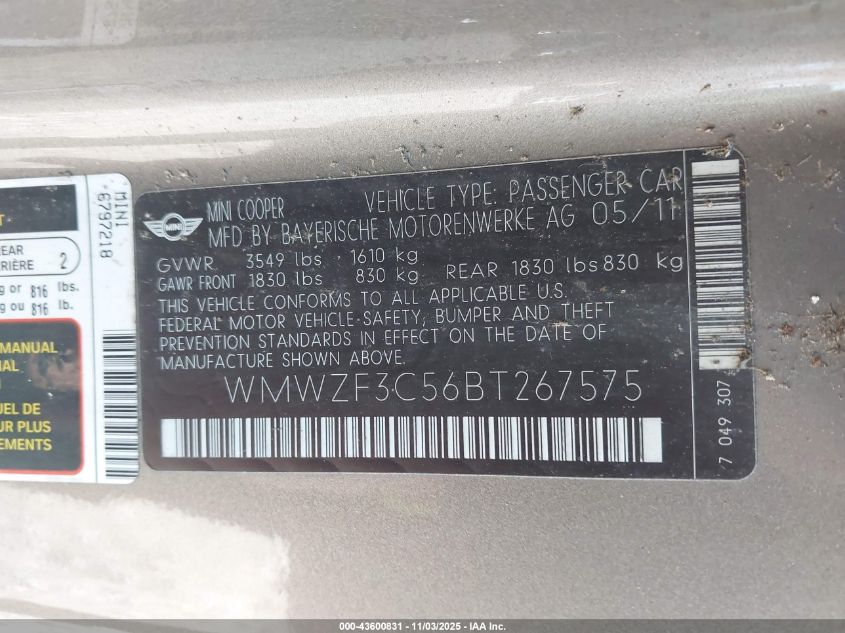 MINI
6797218
T
REAR
RIÈRE 2
g or 816 lbs.
g ou 816 lb.
MANUAL
NAL
UEL DE
UR PLUS
EMENTS
MINI
MINI COOPER VEHICLE TYPE: PASSENGER CAR
MFD BY BAYERISCHE MOTORENWERKE AG 05/11
GVWR 3549 lbs 1610 kg
GAWR FRONT 1830 lbs 830 kg REAR 1830 lbs 830 kg
THIS VEHICLE CONFORMS TO ALL APPLICABLE U.S.
FEDERAL MOTOR VEHICLE-SAFETY, BUMPER AND THEFT
PREVENTION STANDARDS IN EFFECT ON THE DATE OF
MANUFACTURE SHOWN ABOVE.
WMWZF3C56BT267575
7 049 307
000-43600831 - 11/03/2025 - IAA Inc.